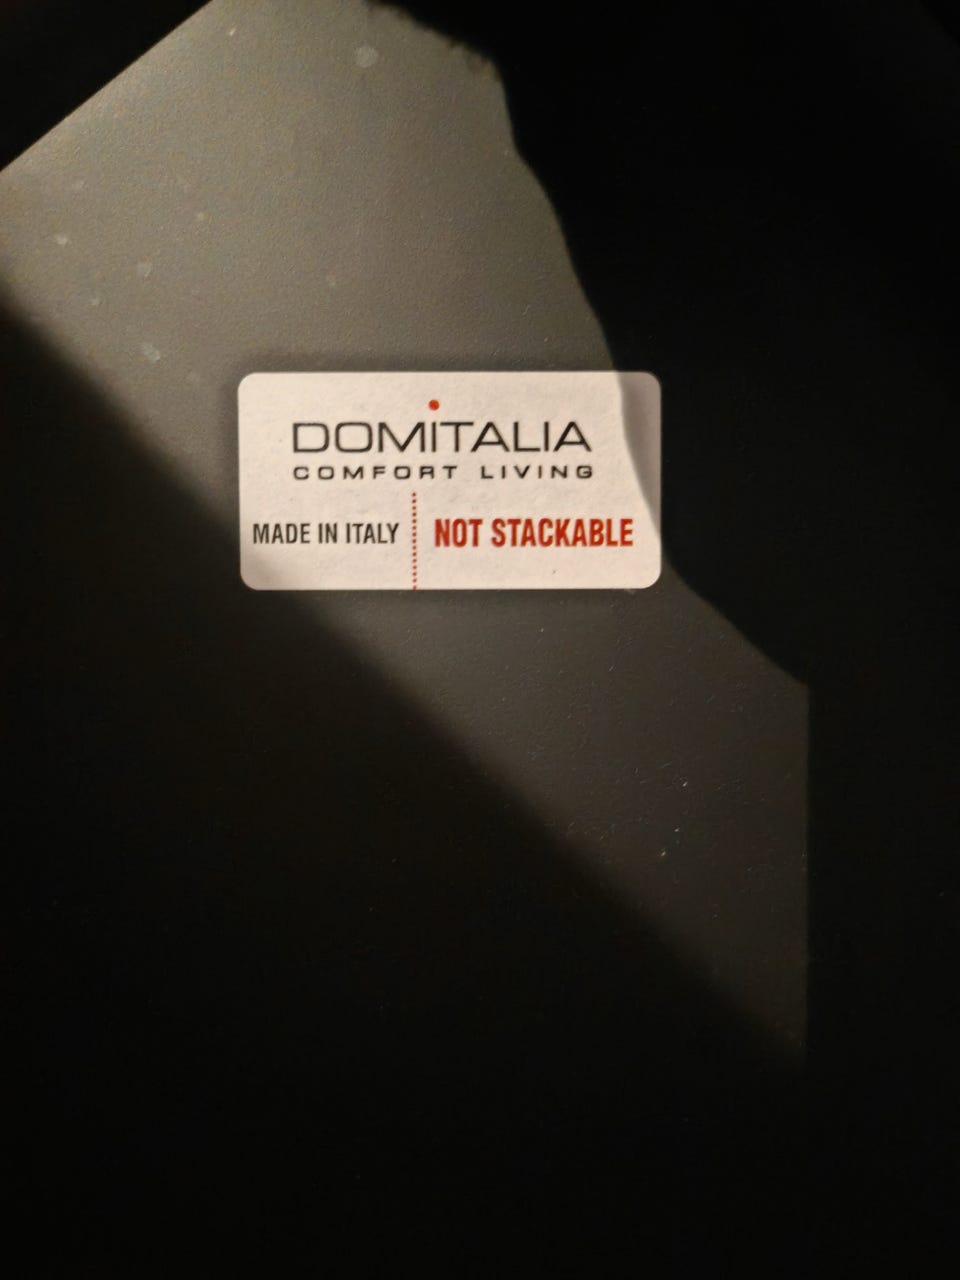 DOMITALIA
COMFORT LIVING
MADE IN ITALY
NOT STACKABLE